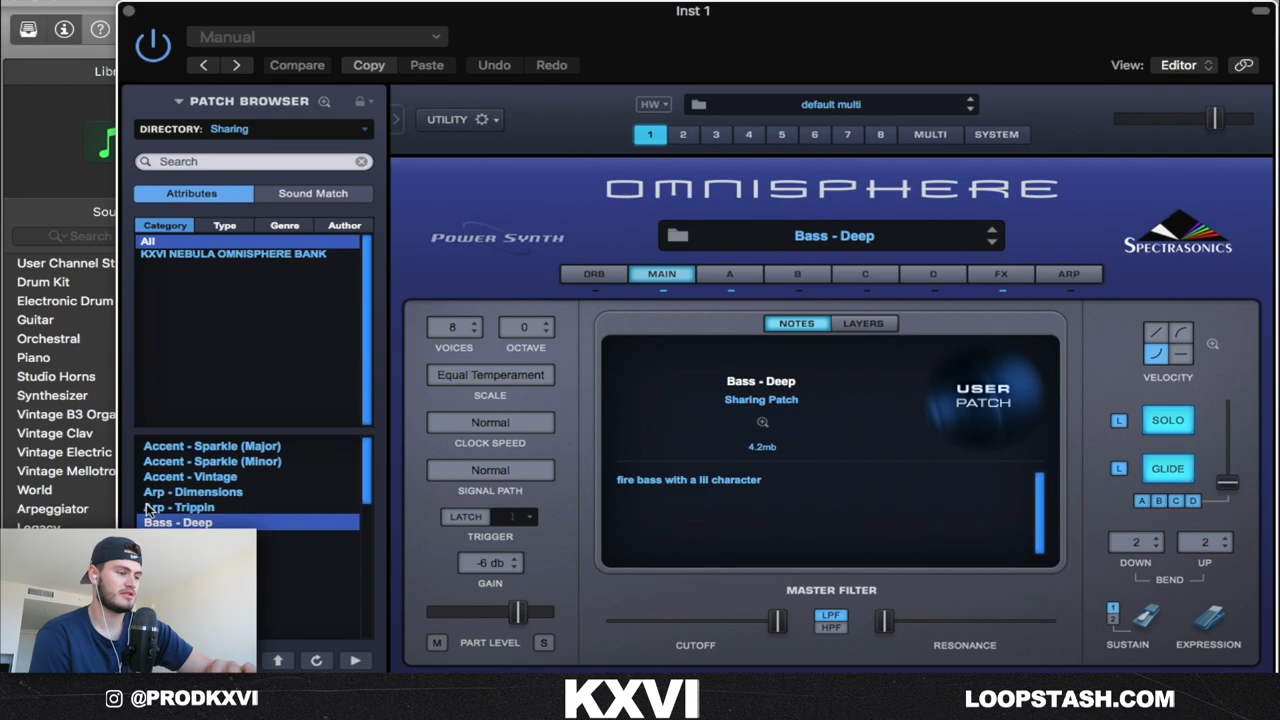 Inst 1
Manual
Compare
Copy
Paste
Undo
Redo
View:
Editor
Libr
PATCH BROWSER
DIRECTORY: Sharing
Search
Attributes
Sound Match
Category
Type
Genre
Author
All
KXVI NEBULA OMNISPHERE BANK
Sou
Search
User Channel St
Drum Kit
Electronic Drum
Guitar
Orchestral
Piano
Studio Horns
Synthesizer
Vintage B3 Orga
Vintage Clav
Vintage Electric
Vintage Mellotro
World
Arpeggiator
Legacy
Accent - Sparkle (Major)
Accent - Sparkle (Minor)
Accent - Vintage
Arp - Dimensions
Arp - Trippin
Bass - Deep
UTILITY
HW
default multi
1 2 3 4 5 6 7 8 MULTI SYSTEM
OMNISPHERE
POWER SYNTH
Bass - Deep
SPECTRASONICS
ORB MAIN A B C D FX ARP
8
VOICES
0
OCTAVE
Equal Temperament
SCALE
Normal
CLOCK SPEED
Normal
SIGNAL PATH
LATCH
TRIGGER
-6 db
GAIN
M PART LEVEL S
NOTES
LAYERS
Bass - Deep
Sharing Patch
4.2mb
USER
PATCH
fire bass with a lil character
MASTER FILTER
CUTOFF
LPF
HPF
RESONANCE
VELOCITY
L SOLO
L GLIDE
A B C D
2
DOWN
2
UP
BEND
1
2
SUSTAIN
EXPRESSION
@PRODKXVI
KXVI
LOOPSTASH.COM